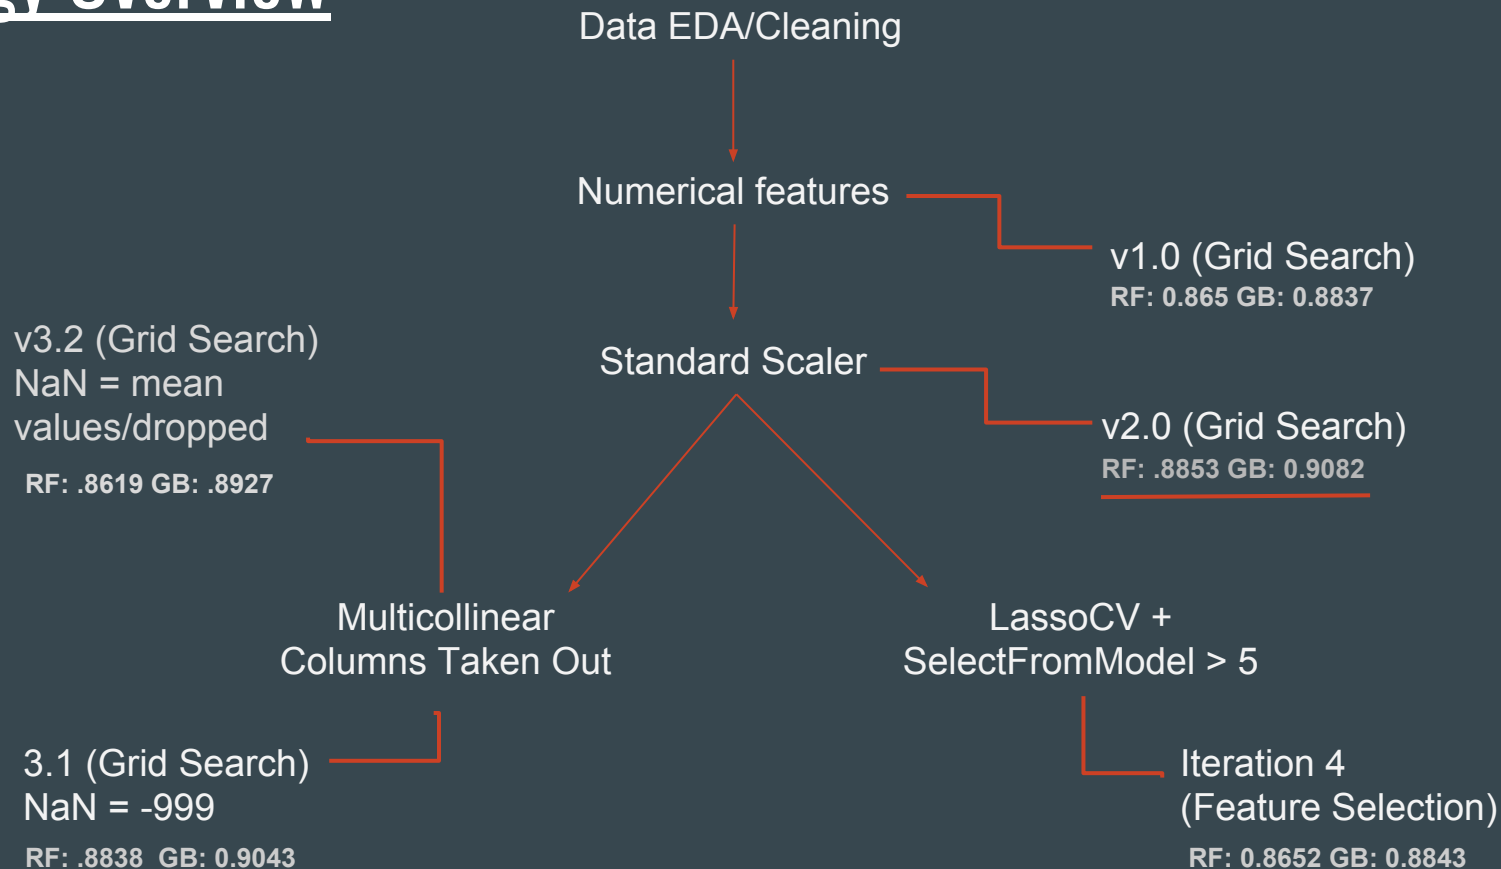 Overview
Data EDA/Cleaning
Numerical features
v1.0 (Grid Search)
RF: 0.865 GB: 0.8837
Standard Scaler
v2.0 (Grid Search)
RF: .8853 GB: 0.9082
v3.2 (Grid Search)
NaN = mean
values/dropped
RF: .8619 GB: .8927
Multicollinear
Columns Taken Out
LassoCV +
SelectFromModel > 5
3.1 (Grid Search)
NaN = -999
RF: .8838 GB: 0.9043
Iteration 4
(Feature Selection)
RF: 0.8652 GB: 0.8843